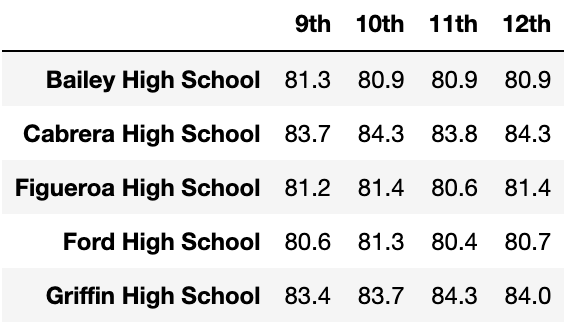 9th 10th 11th 12th
Bailey High School 81.3 80.9 80.9 80.9
Cabrera High School 83.7 84.3 83.8 84.3
Figueroa High School 81.2 81.4 80.6 81.4
Ford High School 80.6 81.3 80.4 80.7
Griffin High School 83.4 83.7 84.3 84.0